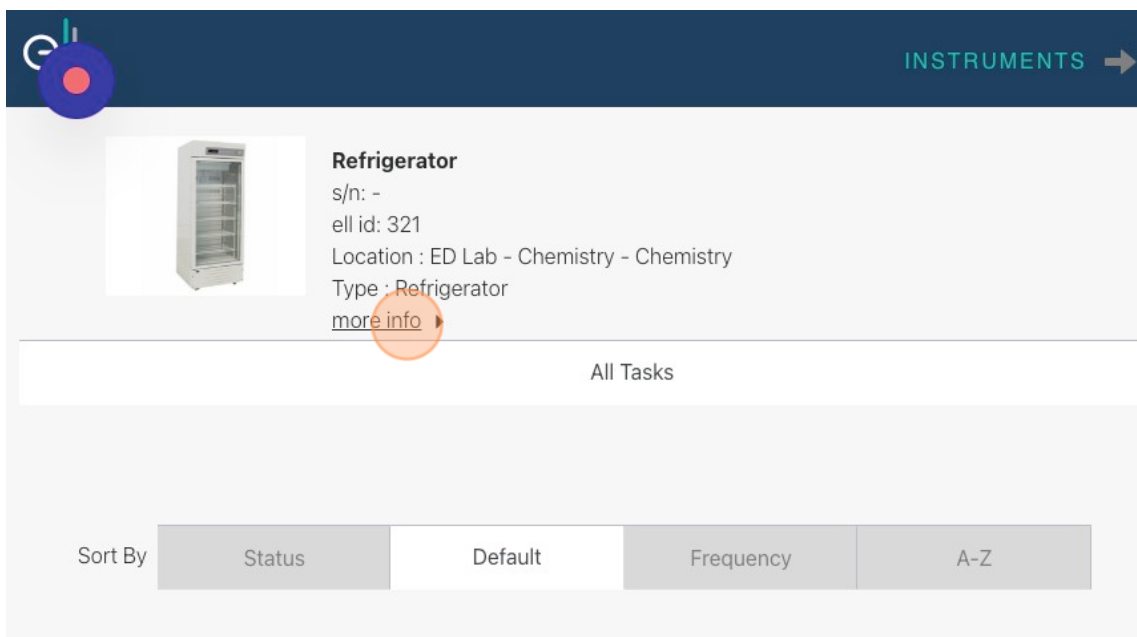 INSTRUMENTS
Refrigerator
s/n: -
ell id: 321
Location : ED Lab - Chemistry - Chemistry
Type : Refrigerator
more info
All Tasks
Sort By Status Default Frequency A-Z